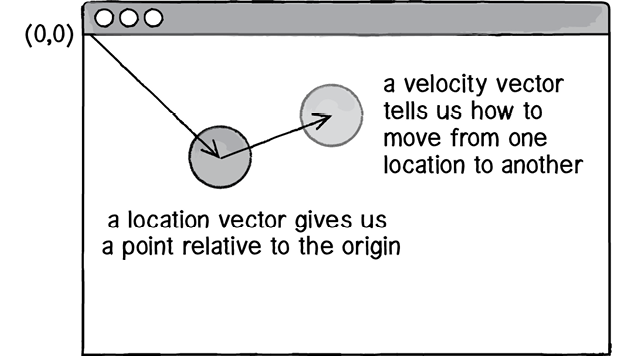 (0,0)
a velocity vector
tells us how to
move from one
location to another
a location vector gives us
a point relative to the origin